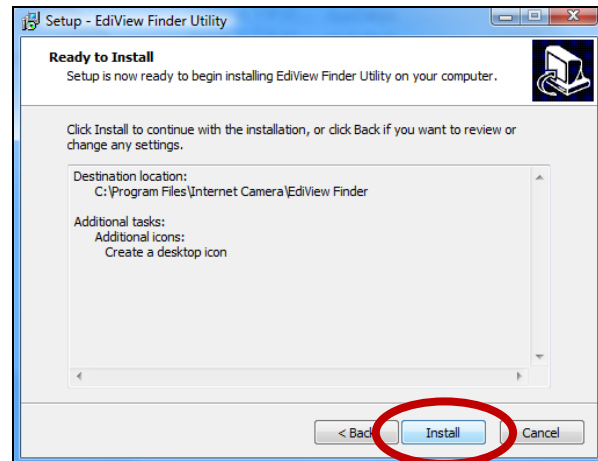 Setup - EdiView Finder Utility
Ready to Install
Setup is now ready to begin installing EdiView Finder Utility on your computer.
Click Install to continue with the installation, or click Back if you want to review or
change any settings.
Destination location:
C:\Program Files\Internet Camera\EdiView Finder
Additional tasks:
Additional icons:
Create a desktop icon
< Back Install Cancel